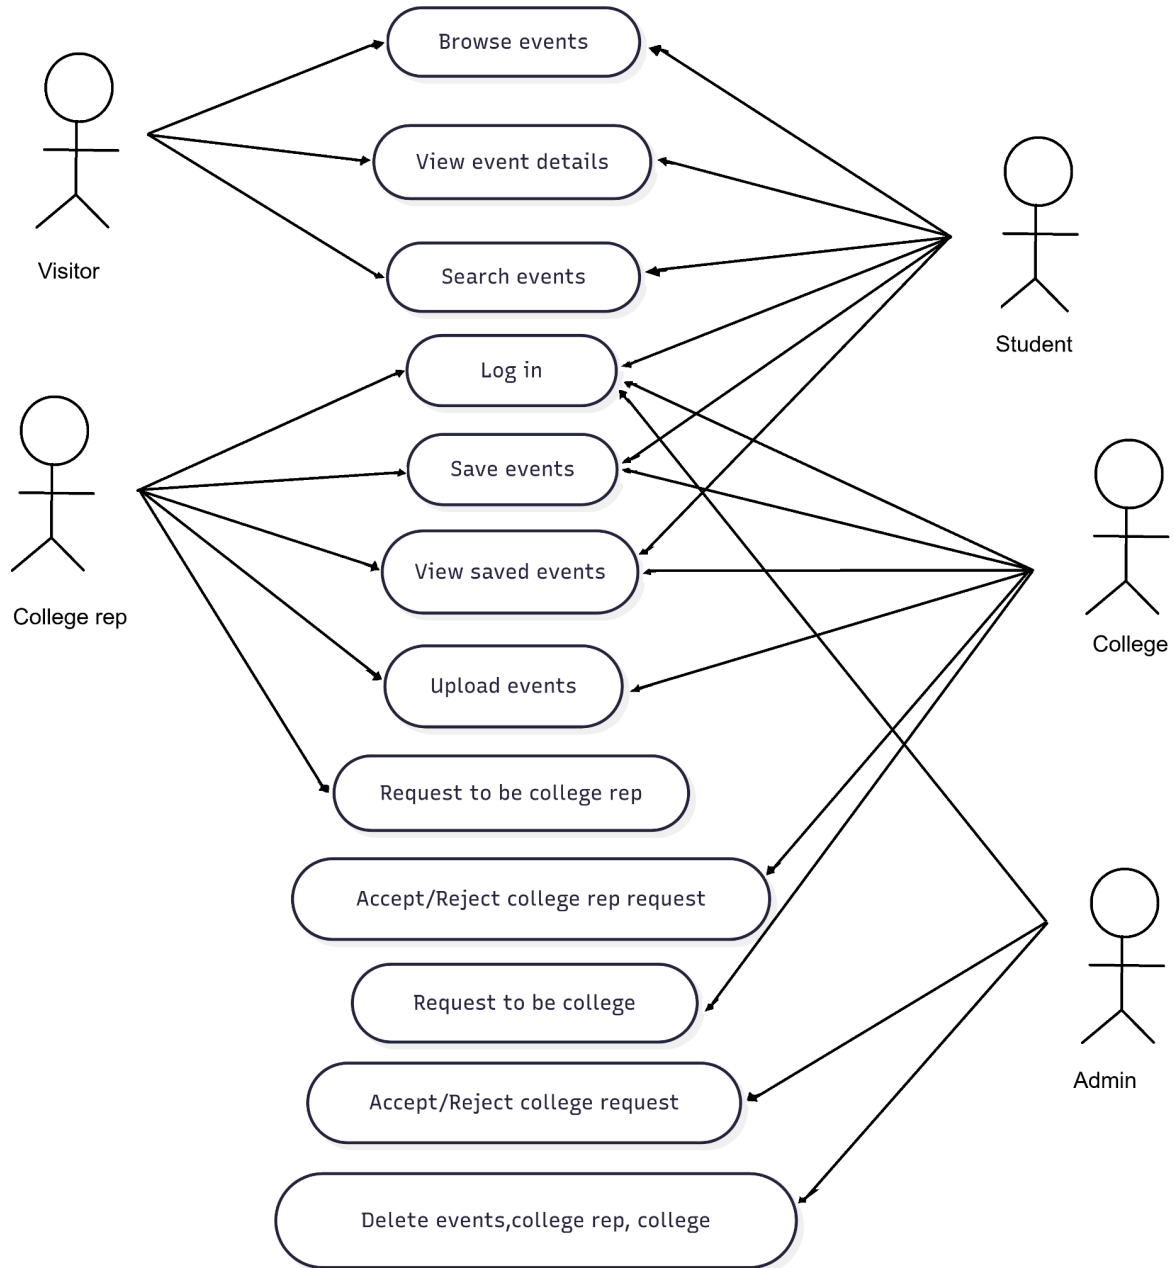 Browse events
View event details
Visitor
Search events
Student
Log in
Save events
View saved events
College rep
College
Upload events
Request to be college rep
Accept/Reject college rep request
Request to be college
Admin
Accept/Reject college request
Delete events,college rep, college